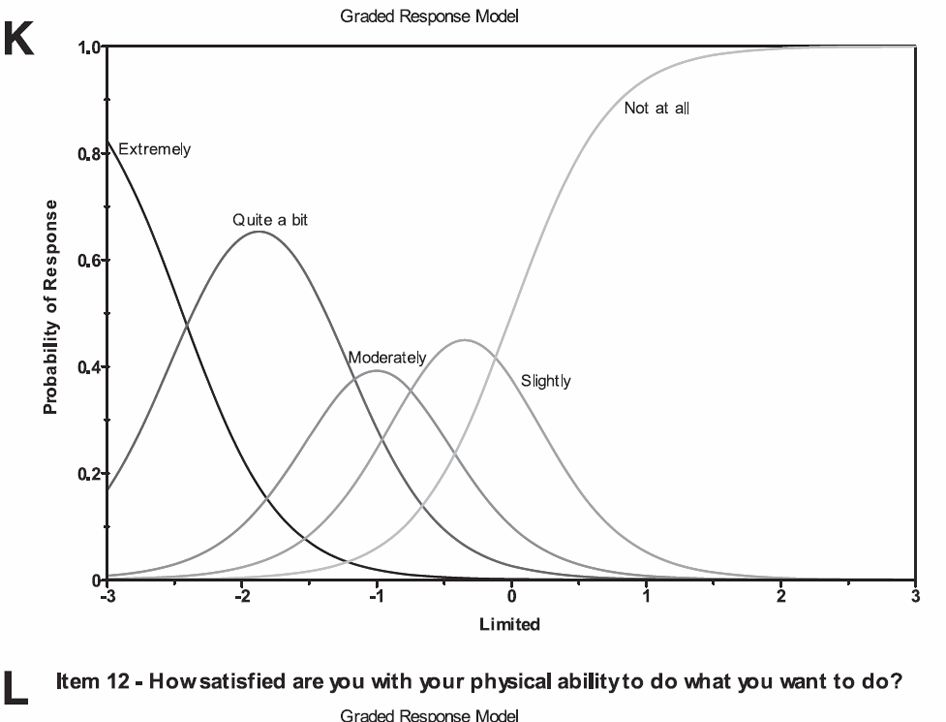 K
Graded Response Model
1.0
0.8
0.6
0.4
0.2
0
Probability of Response
Extremely
Quite a bit
Moderately
Slightly
Not at all
-3 -2 -1 0 1 2 3
Limited
L Item 12 - How satisfied are you with your physical ability to do what you want to do?
Graded Response Model